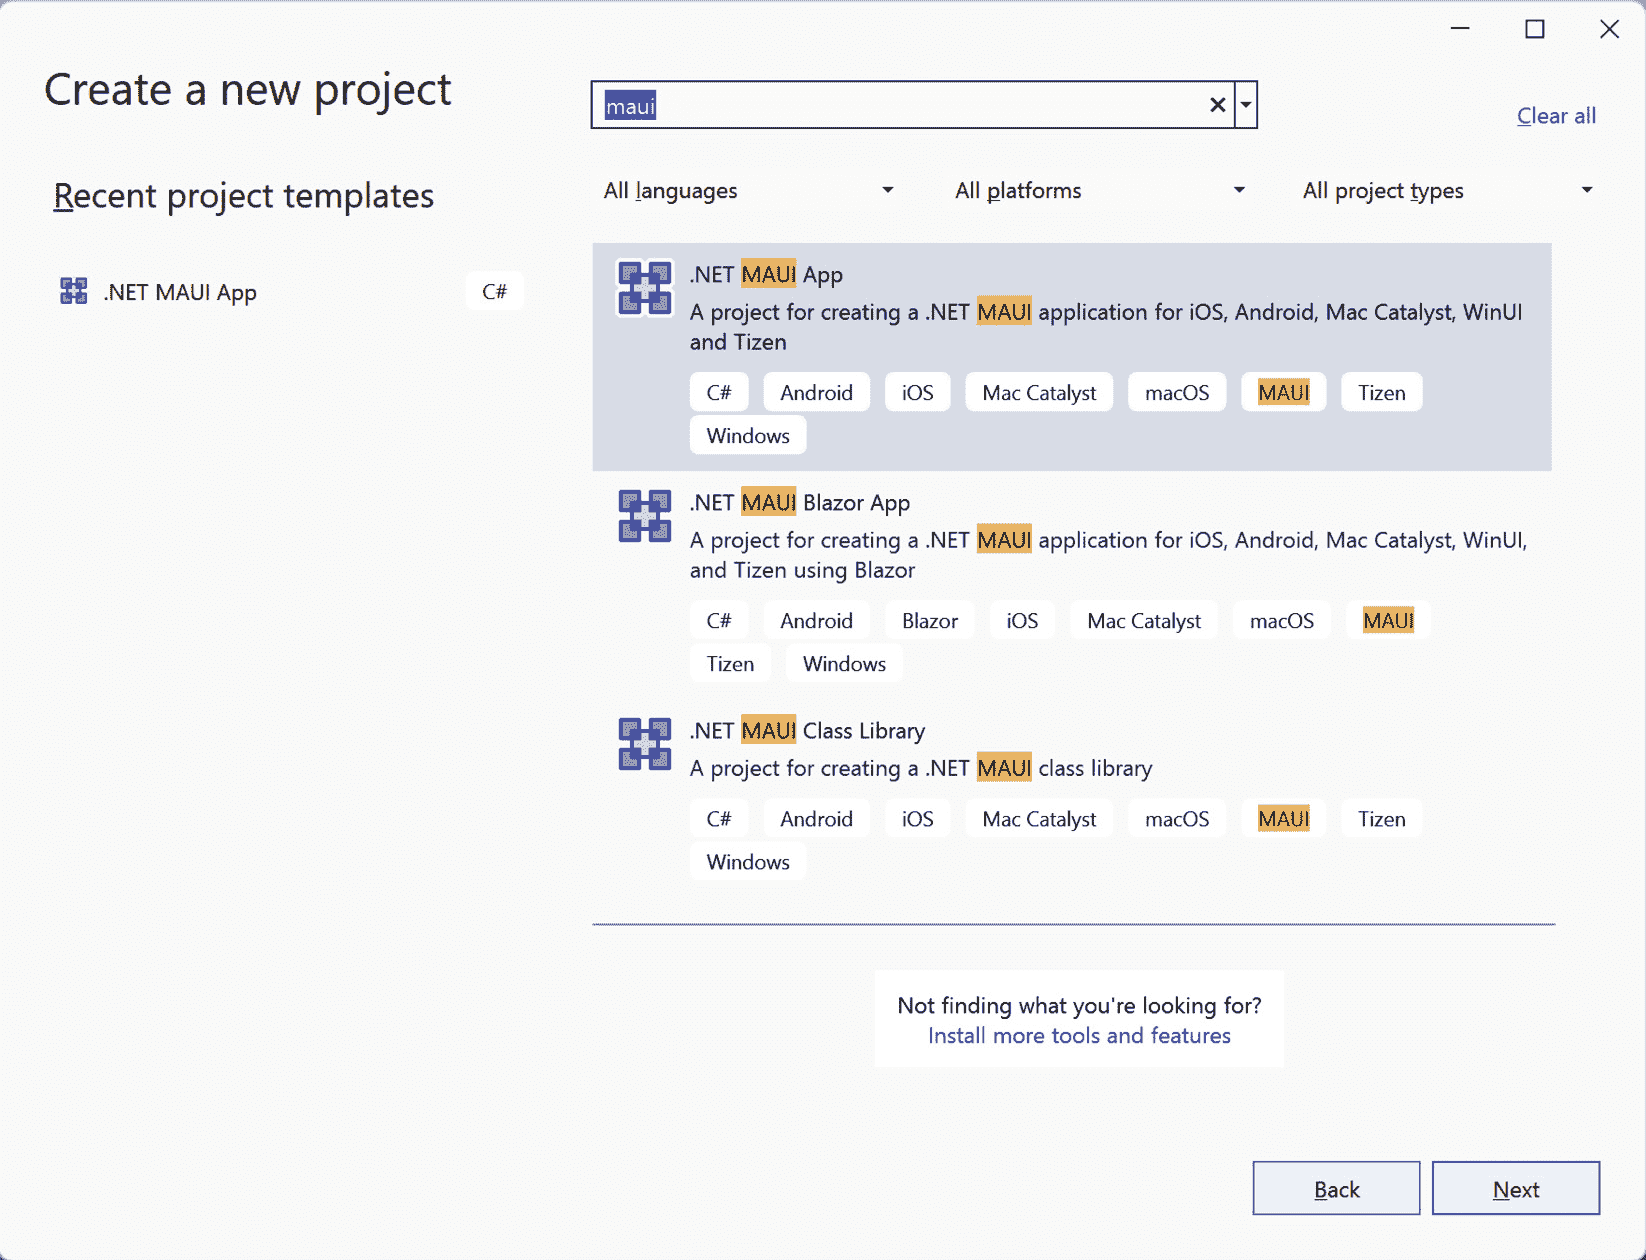 Create a new project
maui
Clear all
Recent project templates
.NET MAUI App
C#
All languages
All platforms
All project types
.NET MAUI App
A project for creating a .NET MAUI application for iOS, Android, Mac Catalyst, WinUI
and Tizen
C# Android iOS Mac Catalyst macOS MAUI Tizen
Windows
.NET MAUI Blazor App
A project for creating a .NET MAUI application for iOS, Android, Mac Catalyst, WinUI,
and Tizen using Blazor
C# Android Blazor iOS Mac Catalyst macOS MAUI
Tizen Windows
.NET MAUI Class Library
A project for creating a .NET MAUI class library
C# Android iOS Mac Catalyst macOS MAUI Tizen
Windows
Not finding what you're looking for?
Install more tools and features
Back
Next